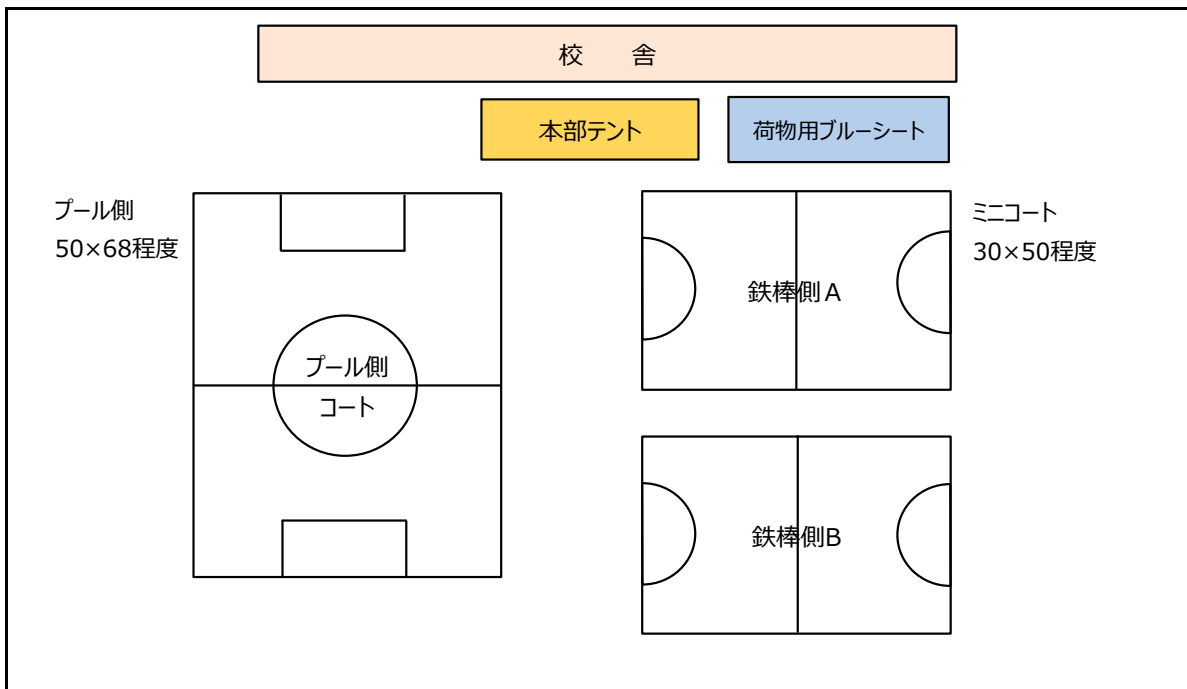 校　舎
本部テント
荷物用ブルーシート
プール側
50×68程度
ミニコート
30×50程度
鉄棒側A
プール側
コート
鉄棒側B